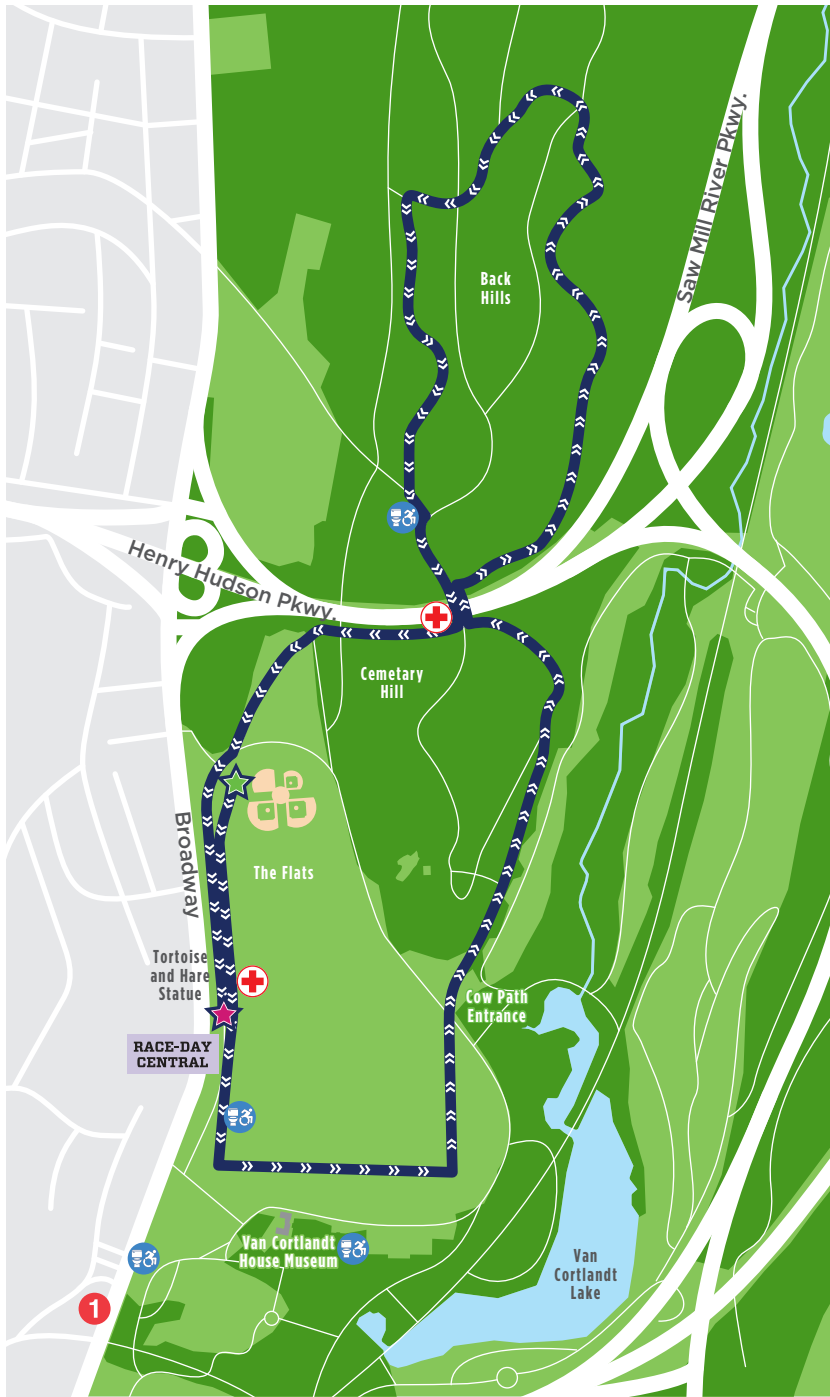 Saw Mill River Pkwy.
Back
Hills
Henry Hudson Pkwy.
Cemetary
Hill
Broadway
The Flats
Tortoise
and Hare
Statue
Cow Path
Entrance
RACE-DAY
CENTRAL
Van Cortlandt
House Museum
Van
Cortlandt
Lake
1